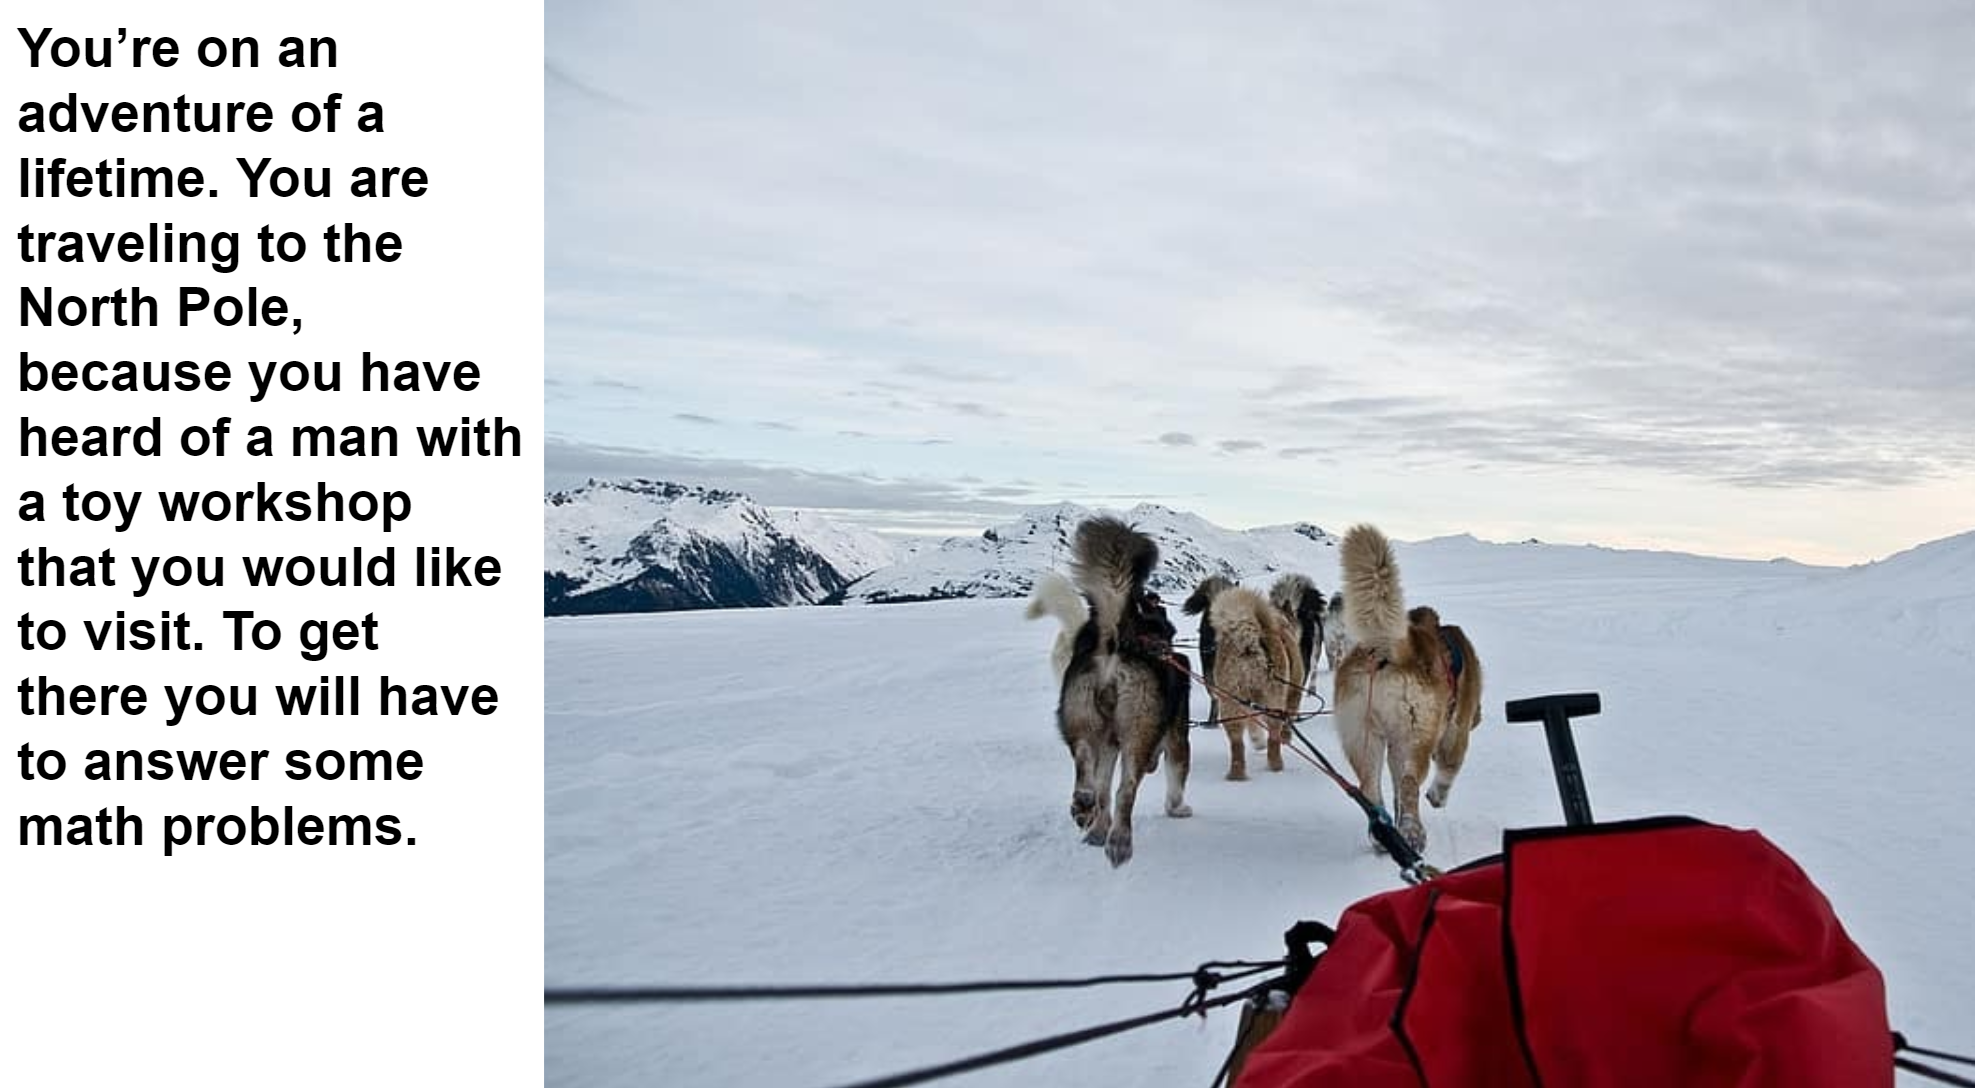 You’re on an
adventure of a
lifetime. You are
traveling to the
North Pole,
because you have
heard of a man with
a toy workshop
that you would like
to visit. To get
there you will have
to answer some
math problems.